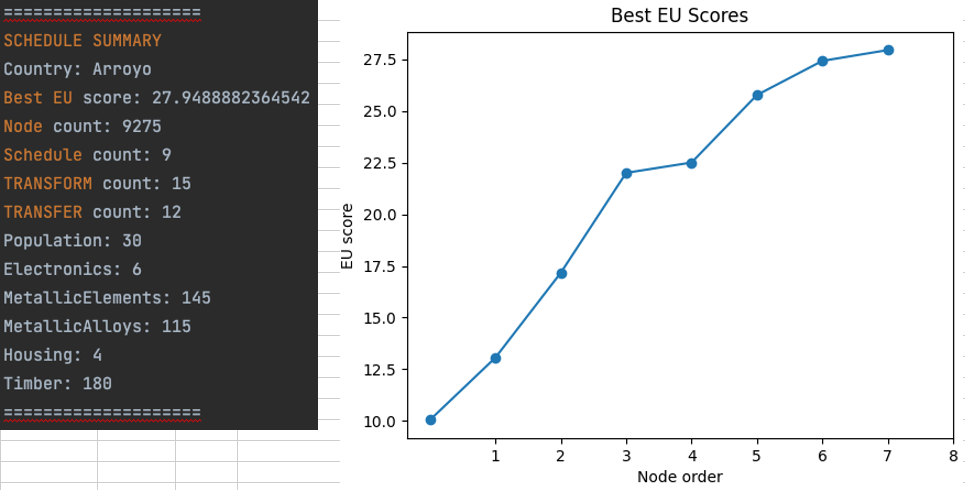 ====================
SCHEDULE SUMMARY
Country: Arroyo
Best EU score: 27.9488882364542
Node count: 9275
Schedule count: 9
TRANSFORM count: 15
TRANSFER count: 12
Population: 30
Electronics: 6
MetallicElements: 145
MetallicAlloys: 115
Housing: 4
Timber: 180
====================
Best EU Scores
EU score
27.5
25.0
22.5
20.0
17.5
15.0
12.5
10.0
1 2 3 4 5 6 7 8
Node order